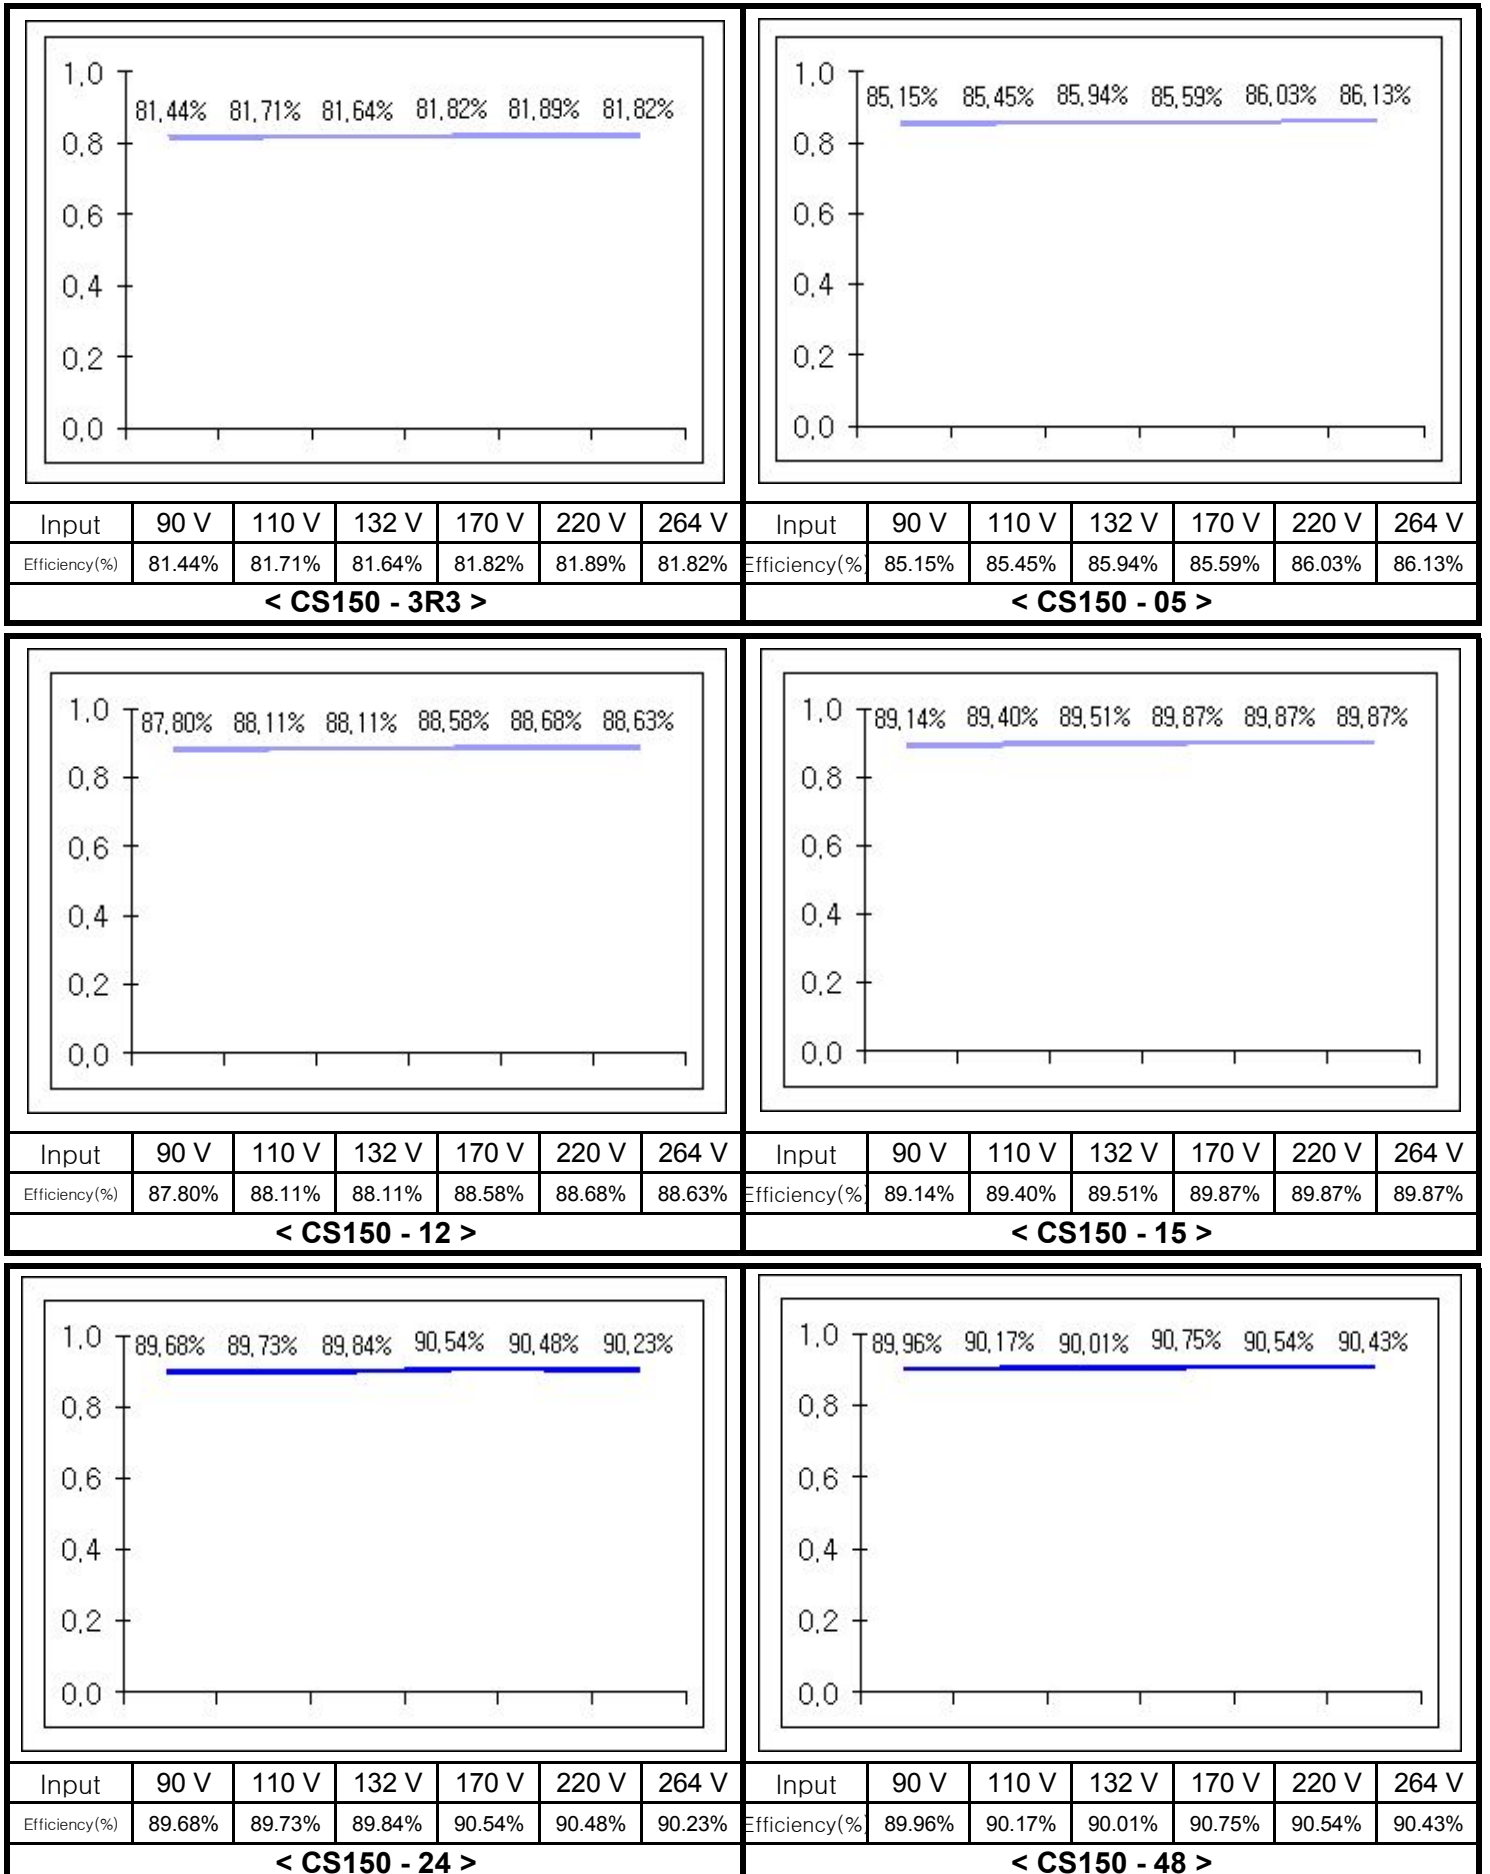 1,0
81,44% 81,71% 81,64% 81,82% 81,89% 81,82%
0,8
0,6
0,4
0,2
0,0
Input 90 V 110 V 132 V 170 V 220 V 264 V
Efficiency(%) 81.44% 81.71% 81.64% 81.82% 81.89% 81.82%
< CS150 - 3R3 >
1,0
85,15% 85,45% 85,94% 85,59% 86,03% 86,13%
0,8
0,6
0,4
0,2
0,0
Input 90 V 110 V 132 V 170 V 220 V 264 V
Efficiency(%) 85.15% 85.45% 85.94% 85.59% 86.03% 86.13%
< CS150 - 05 >
1,0
87,80% 88,11% 88,11% 88,58% 88,68% 88,63%
0,8
0,6
0,4
0,2
0,0
Input 90 V 110 V 132 V 170 V 220 V 264 V
Efficiency(%) 87.80% 88.11% 88.11% 88.58% 88.68% 88.63%
< CS150 - 12 >
1,0
89,14% 89,40% 89,51% 89,87% 89,87% 89,87%
0,8
0,6
0,4
0,2
0,0
Input 90 V 110 V 132 V 170 V 220 V 264 V
Efficiency(%) 89.14% 89.40% 89.51% 89.87% 89.87% 89.87%
< CS150 - 15 >
1,0
89,68% 89,73% 89,84% 90,54% 90,48% 90,23%
0,8
0,6
0,4
0,2
0,0
Input 90 V 110 V 132 V 170 V 220 V 264 V
Efficiency(%) 89.68% 89.73% 89.84% 90.54% 90.48% 90.23%
< CS150 - 24 >
1,0
89,96% 90,17% 90,01% 90,75% 90,54% 90,43%
0,8
0,6
0,4
0,2
0,0
Input 90 V 110 V 132 V 170 V 220 V 264 V
Efficiency(%) 89.96% 90.17% 90.01% 90.75% 90.54% 90.43%
< CS150 - 48 >